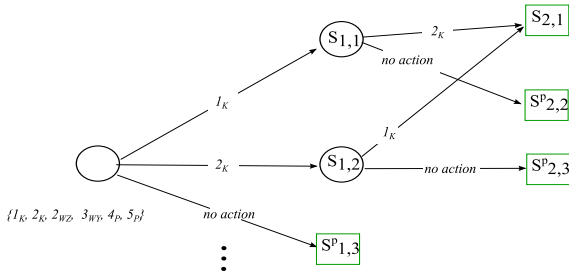 S2,1
S1,1
2K
no action
Sp2,2
1K
1K
S1,2
2K
no action
Sp2,3
{1K, 2K, 2WZ, 3WY, 4P, 5P}
no action
Sp1,3